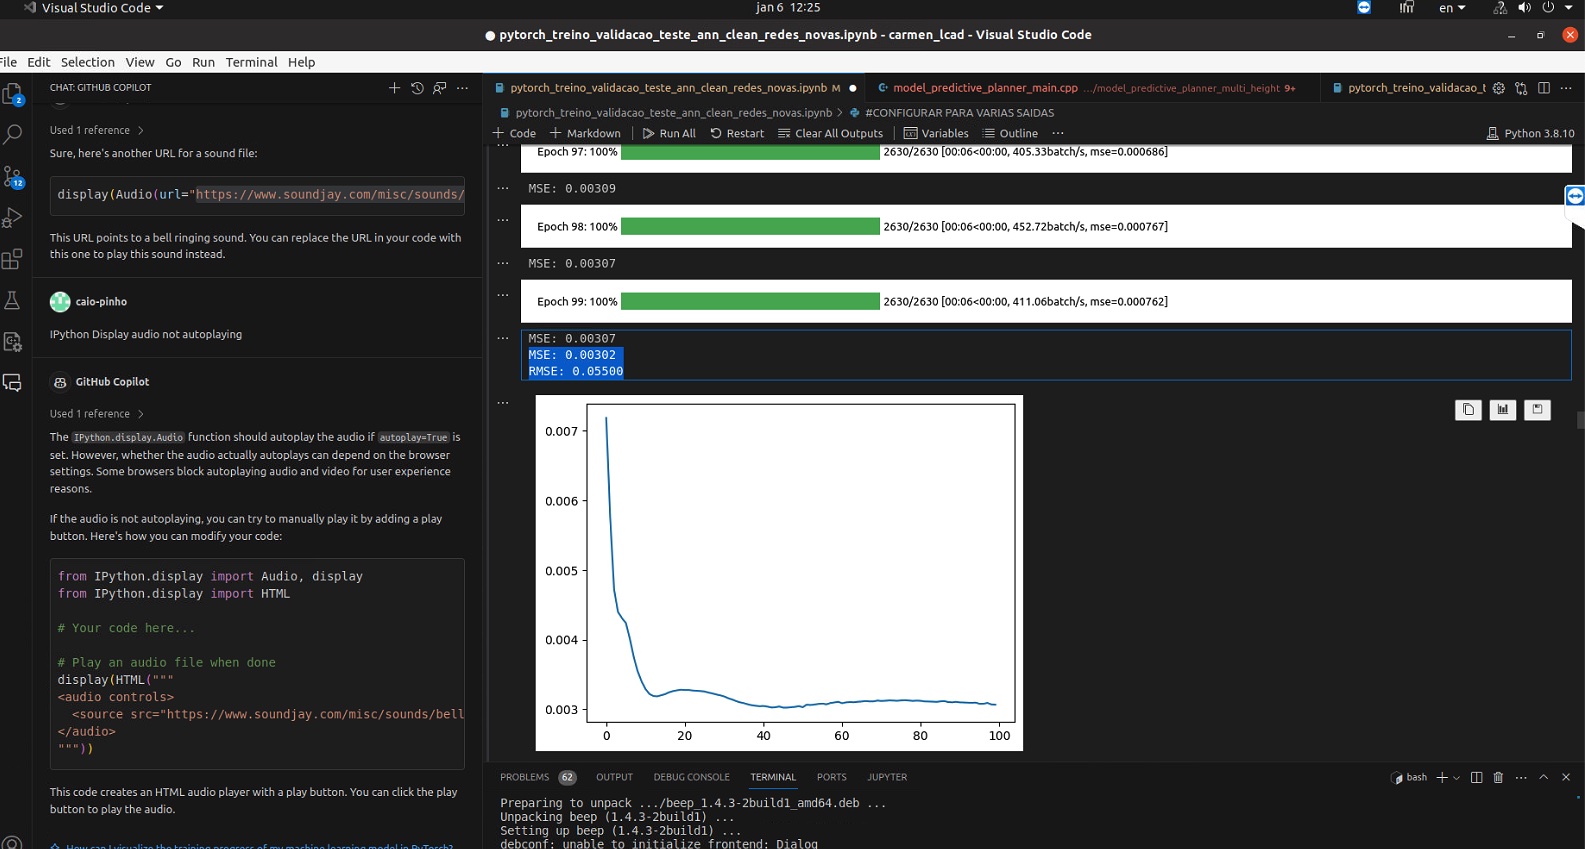 Visual Studio Code
jan 6 12:25
en
pytorch_treino_validacao_teste_ann_clean_redes_novas.ipynb - carmen_lcad - Visual Studio Code
File Edit Selection View Go Run Terminal Help
CHAT: GITHUB COPILOT
Used 1 reference
Sure, here's another URL for a sound file:
display(Audio(url="https://www.soundjay.com/misc/sounds/
This URL points to a bell ringing sound. You can replace the URL in your code with
this one to play this sound instead.
caio-pinho
IPython Display audio not autoplaying
GitHub Copilot
Used 1 reference
The IPython.display.Audio function should autoplay the audio if autoplay=True is
set. However, whether the audio actually autoplays can depend on the browser
settings. Some browsers block autoplaying audio and video for user experience
reasons.
If the audio is not autoplaying, you can try to manually play it by adding a play
button. Here's how you can modify your code:
from IPython.display import Audio, display
from IPython.display import HTML
# Your code here...
# Play an audio file when done
display(HTML("""
<audio controls>
<source src="https://www.soundjay.com/misc/sounds/bell
</audio>
"""))
This code creates an HTML audio player with a play button. You can click the play
button to play the audio.
How can I visualize the training progress of my machine learning model in PyTorch?
2
12
pytorch_treino_validacao_teste_ann_clean_redes_novas.ipynb M
model_predictive_planner_main.cpp .../model_predictive_planner_multi_height 9+
pytorch_treino_validacao_t
pytorch_treino_validacao_teste_ann_clean_redes_novas.ipynb > #CONFIGURAR PARA VARIAS SAIDAS
+ Code + Markdown Run All Restart Clear All Outputs Variables Outline ... Python 3.8.10
Epoch 97: 100% 2630/2630 [00:06<00:00, 405.33batch/s, mse=0.000686]
MSE: 0.00309
Epoch 98: 100% 2630/2630 [00:06<00:00, 452.72batch/s, mse=0.000767]
MSE: 0.00307
Epoch 99: 100% 2630/2630 [00:06<00:00, 411.06batch/s, mse=0.000762]
MSE: 0.00307
MSE: 0.00302
RMSE: 0.05500
0.007
0.006
0.005
0.004
0.003
0 20 40 60 80 100
PROBLEMS 62 OUTPUT DEBUG CONSOLE TERMINAL PORTS JUPYTER
bash
Preparing to unpack .../beep_1.4.3-2build1_amd64.deb ...
Unpacking beep (1.4.3-2build1) ...
Setting up beep (1.4.3-2build1) ...
debconf: unable to initialize frontend: Dialog